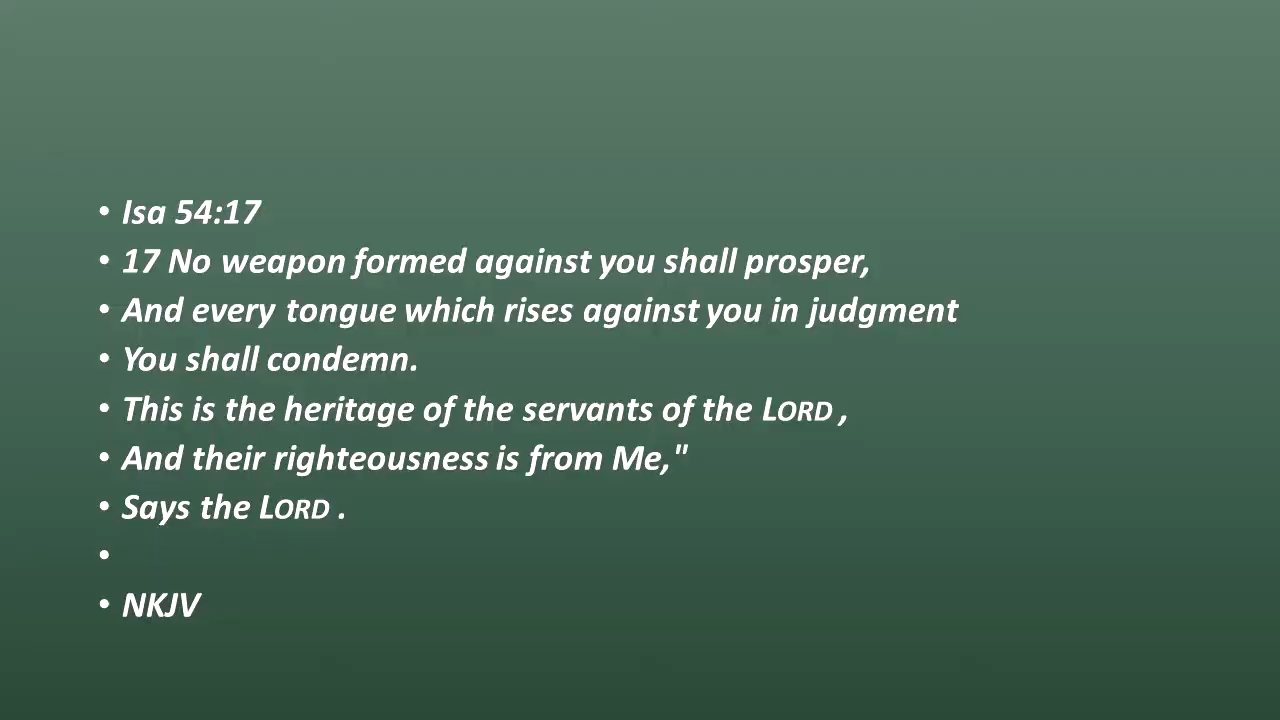 • Isa 54:17
• 17 No weapon formed against you shall prosper,
• And every tongue which rises against you in judgment
• You shall condemn.
• This is the heritage of the servants of the LORD ,
• And their righteousness is from Me,"
• Says the LORD .
•
• NKJV